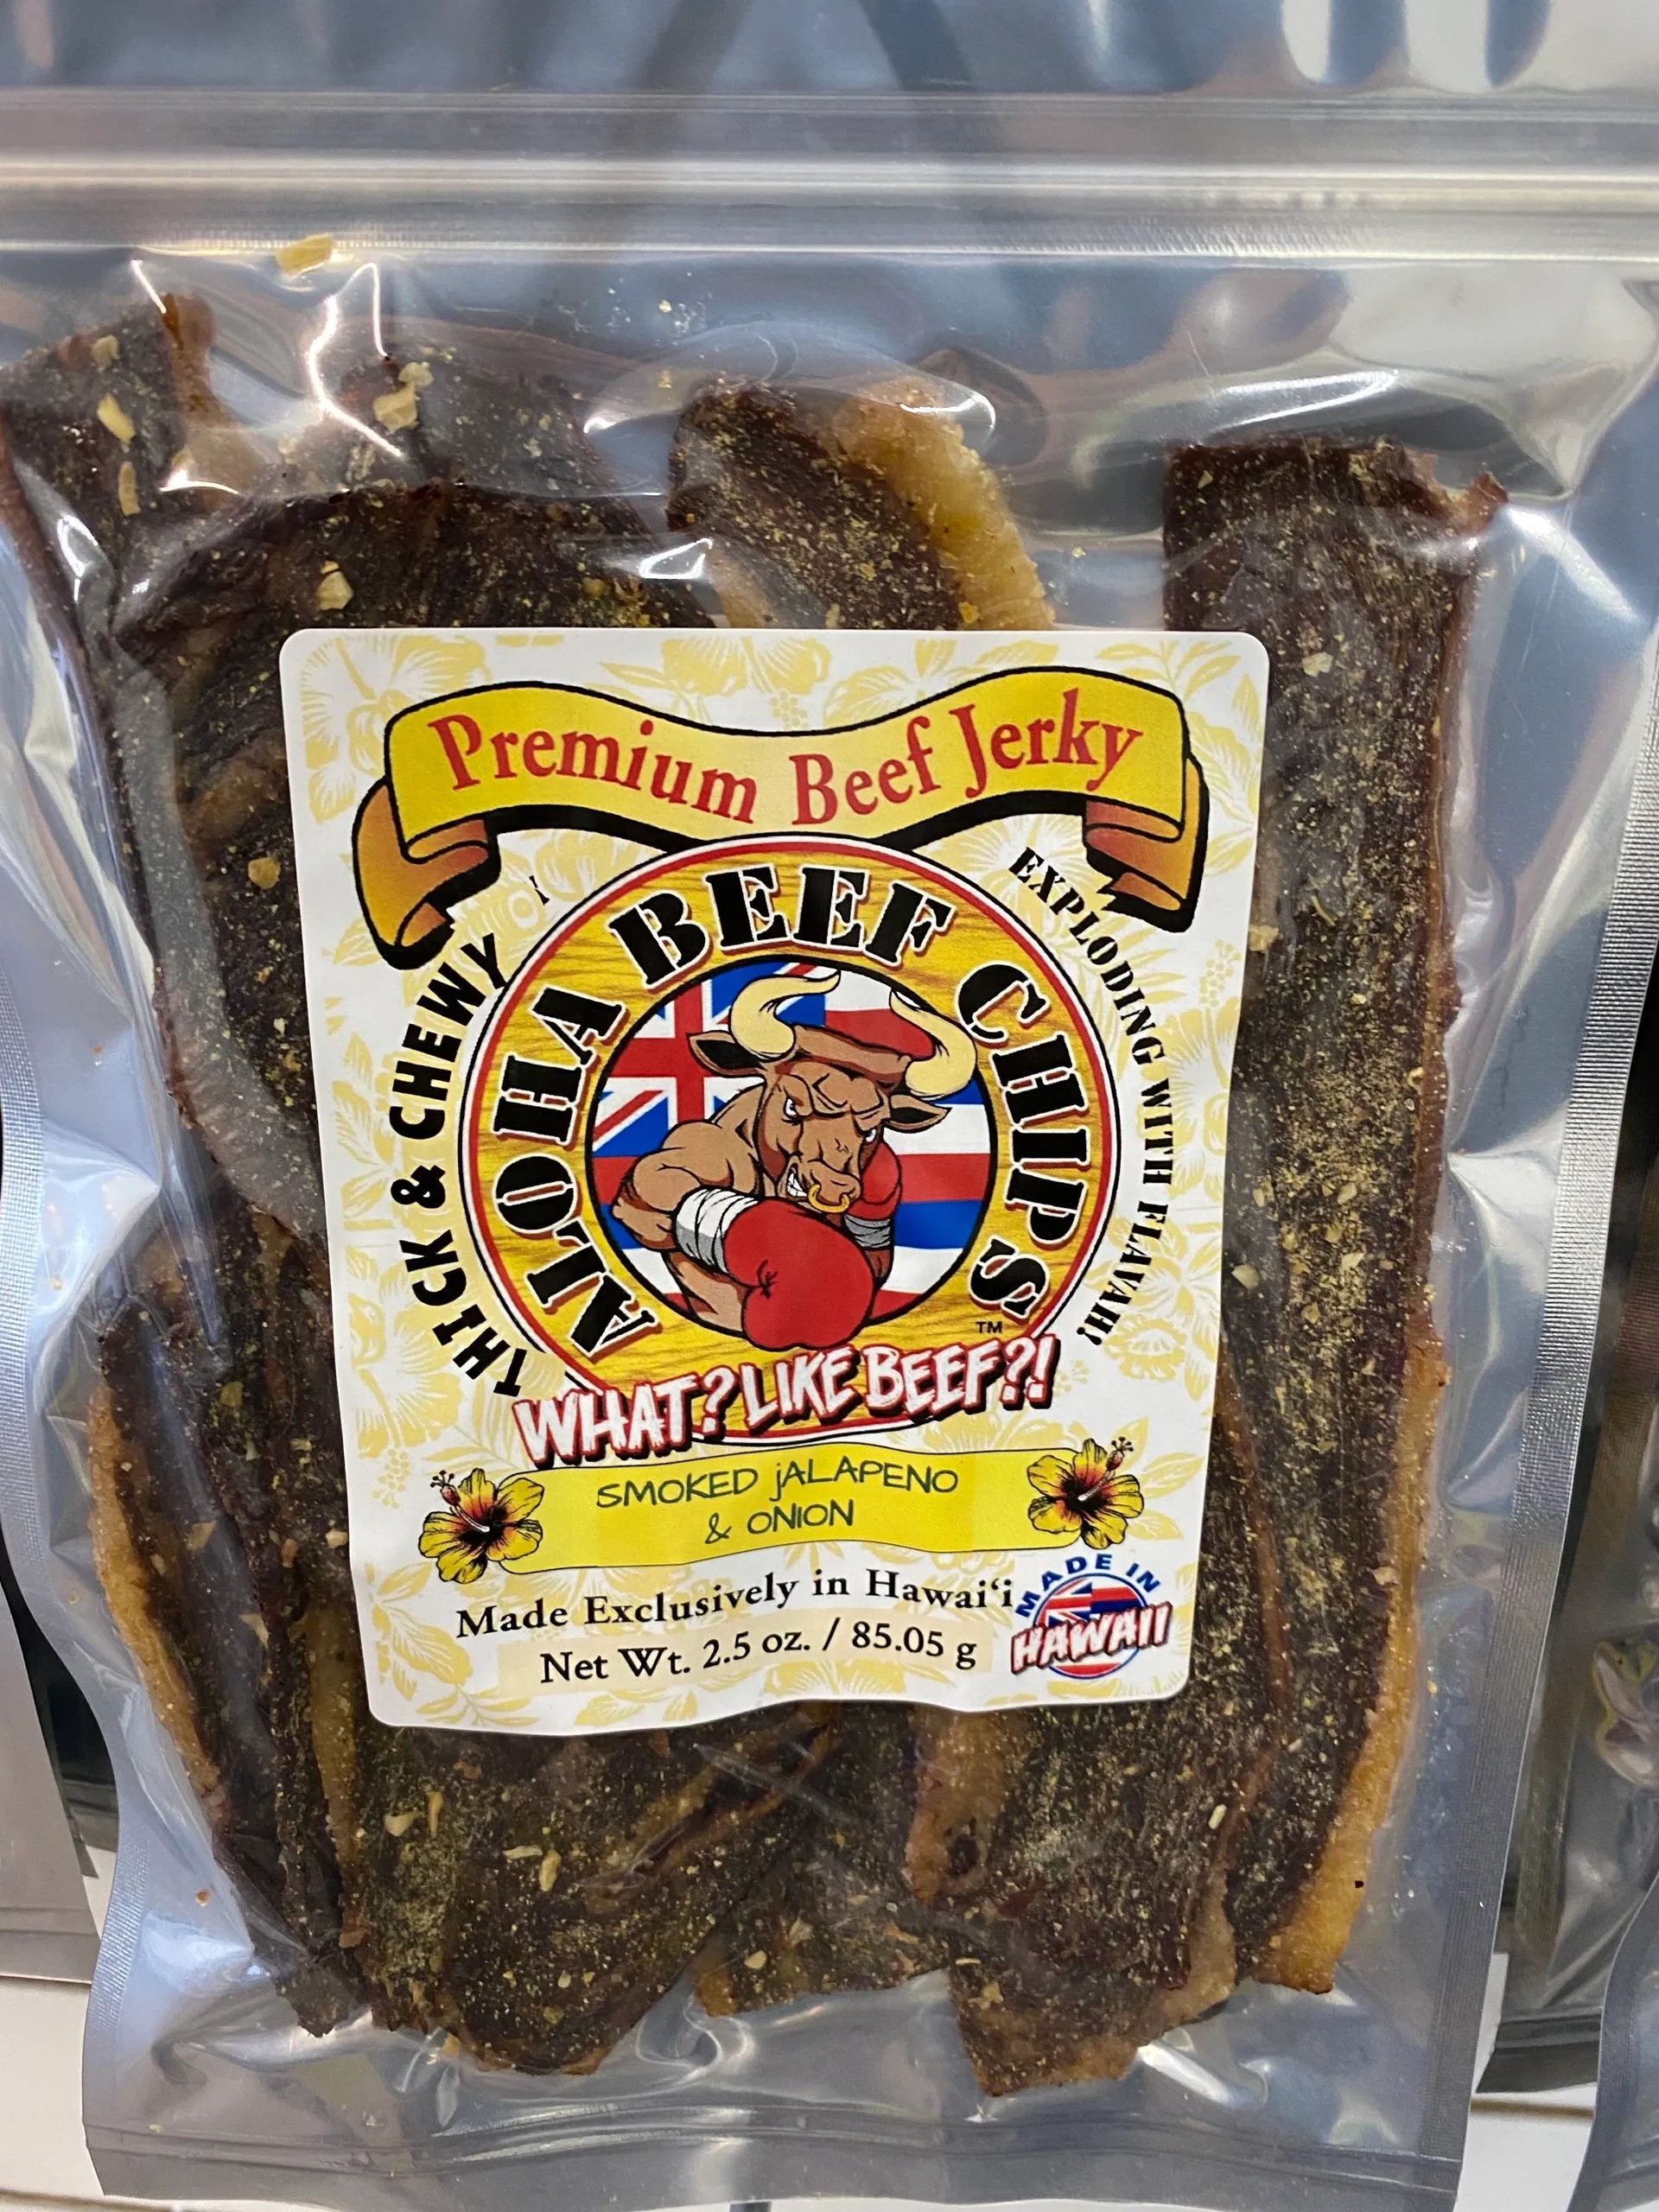 Premium Beef Jerky
THICK & CHEWY
ALOHA BEEF CHIPS
EXPLODING WITH FLAVAH!
TM
WHAT? LIKE BEEF?!
SMOKED jALAPENO
& ONION
Made Exclusively in Hawai‘i
Net Wt. 2.5 oz. / 85.05 g
MADE IN
HAWAII